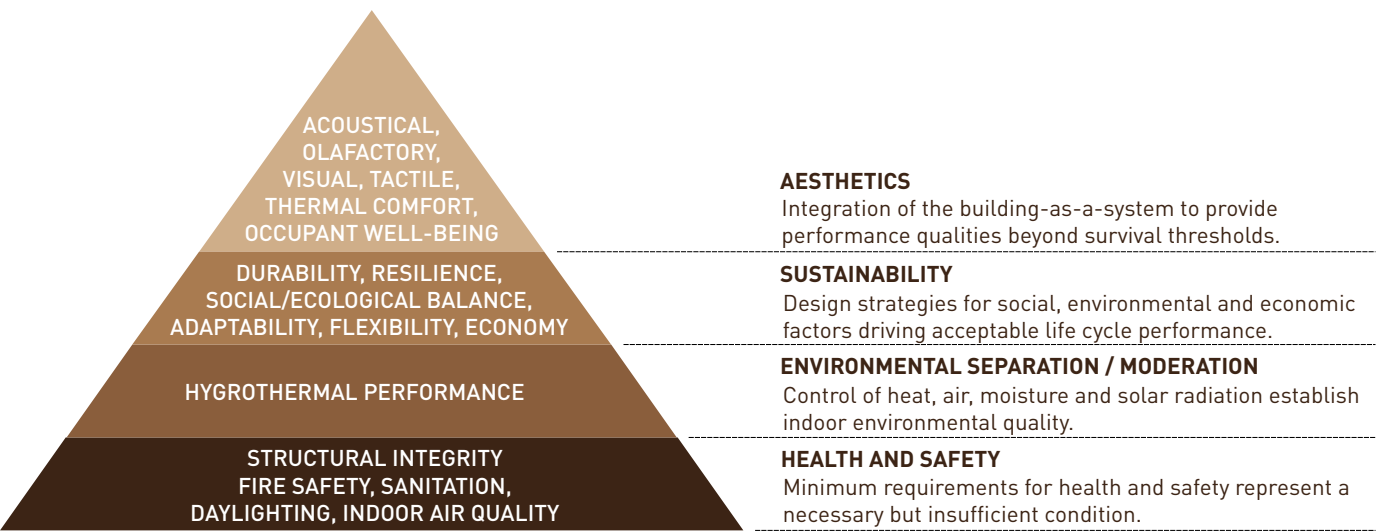 ACOUSTICAL,
OLAFACTORY,
VISUAL, TACTILE,
THERMAL COMFORT,
OCCUPANT WELL-BEING
AESTHETICS
Integration of the building-as-a-system to provide
performance qualities beyond survival thresholds.
DURABILITY, RESILIENCE,
SOCIAL/ECOLOGICAL BALANCE,
ADAPTABILITY, FLEXIBILITY, ECONOMY
SUSTAINABILITY
Design strategies for social, environmental and economic
factors driving acceptable life cycle performance.
HYGROTHERMAL PERFORMANCE
ENVIRONMENTAL SEPARATION / MODERATION
Control of heat, air, moisture and solar radiation establish
indoor environmental quality.
STRUCTURAL INTEGRITY
FIRE SAFETY, SANITATION,
DAYLIGHTING, INDOOR AIR QUALITY
HEALTH AND SAFETY
Minimum requirements for health and safety represent a
necessary but insufficient condition.